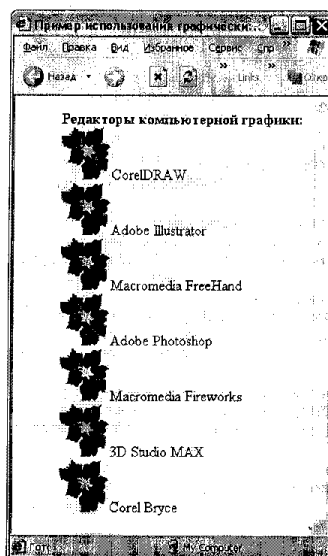 Пример использования графически...
Файл Правка Вид Избранное Сервис Спр »
Назад » Links »
Редакторы компьютерной графики:
CorelDRAW
Adobe Illustrator
Macromedia FreeHand
Adobe Photoshop
Macromedia Fireworks
3D Studio MAX
Corel Bryce
My Computer